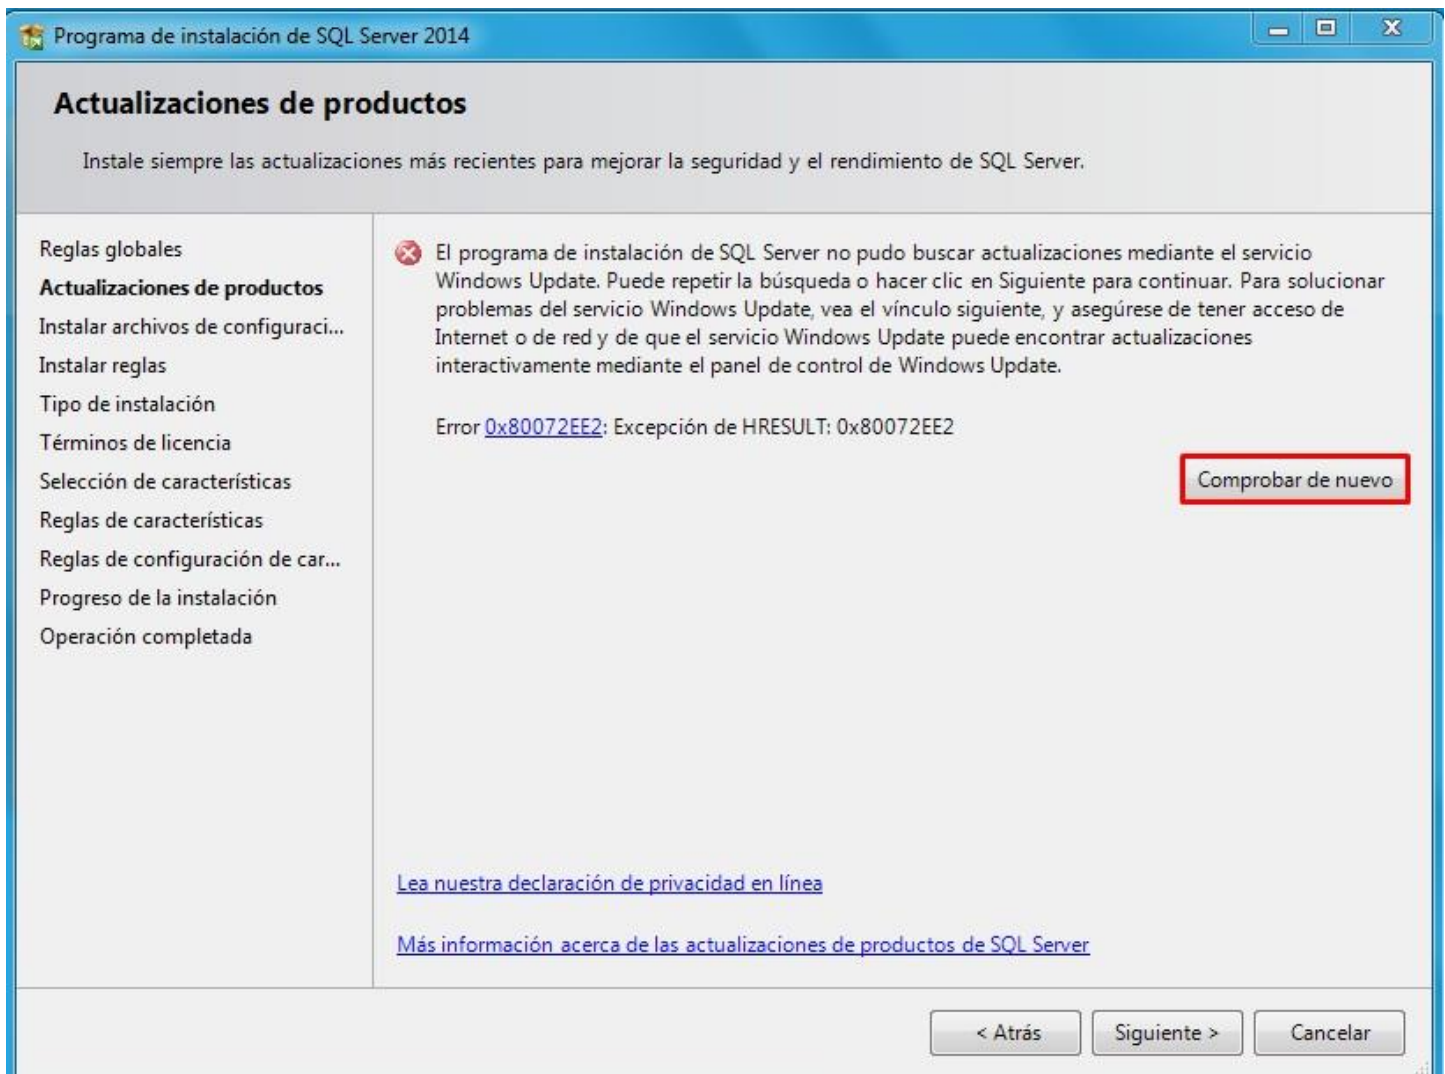 Programa de instalación de SQL Server 2014
Actualizaciones de productos
Instale siempre las actualizaciones más recientes para mejorar la seguridad y el rendimiento de SQL Server.
Reglas globales
Actualizaciones de productos
Instalar archivos de configuraci...
Instalar reglas
Tipo de instalación
Términos de licencia
Selección de características
Reglas de características
Reglas de configuración de car...
Progreso de la instalación
Operación completada
El programa de instalación de SQL Server no pudo buscar actualizaciones mediante el servicio
Windows Update. Puede repetir la búsqueda o hacer clic en Siguiente para continuar. Para solucionar
problemas del servicio Windows Update, vea el vínculo siguiente, y asegúrese de tener acceso de
Internet o de red y de que el servicio Windows Update puede encontrar actualizaciones
interactivamente mediante el panel de control de Windows Update.
Error 0x80072EE2: Excepción de HRESULT: 0x80072EE2
Comprobar de nuevo
Lea nuestra declaración de privacidad en línea
Más información acerca de las actualizaciones de productos de SQL Server
< Atrás
Siguiente >
Cancelar